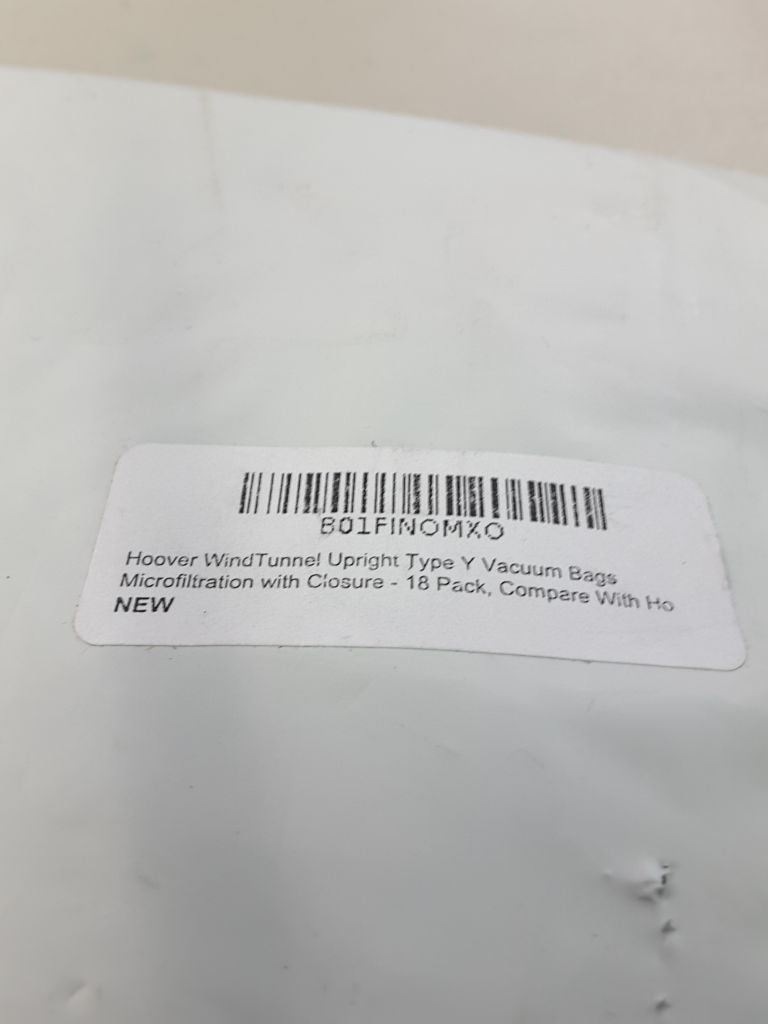 B01FINOMXO
Hoover WindTunnel Upright Type Y Vacuum Bags
Microfiltration with Closure - 18 Pack, Compare With Ho
NEW